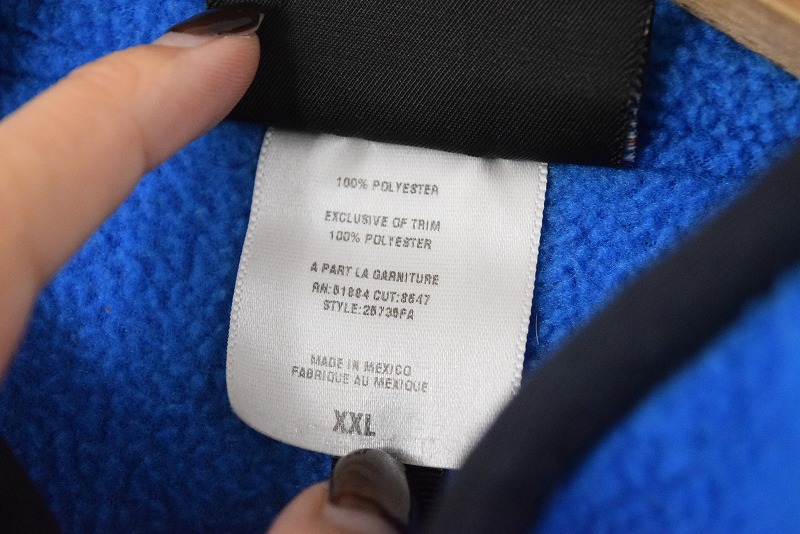 100% POLYESTER
EXCLUSIVE OF TRIM
100% POLYESTER
A PART LA GARNITURE
RN:51884 CUT:8547
STYLE:25735FA
MADE IN MEXICO
FABRIQUE AU MEXIQUE
XXL